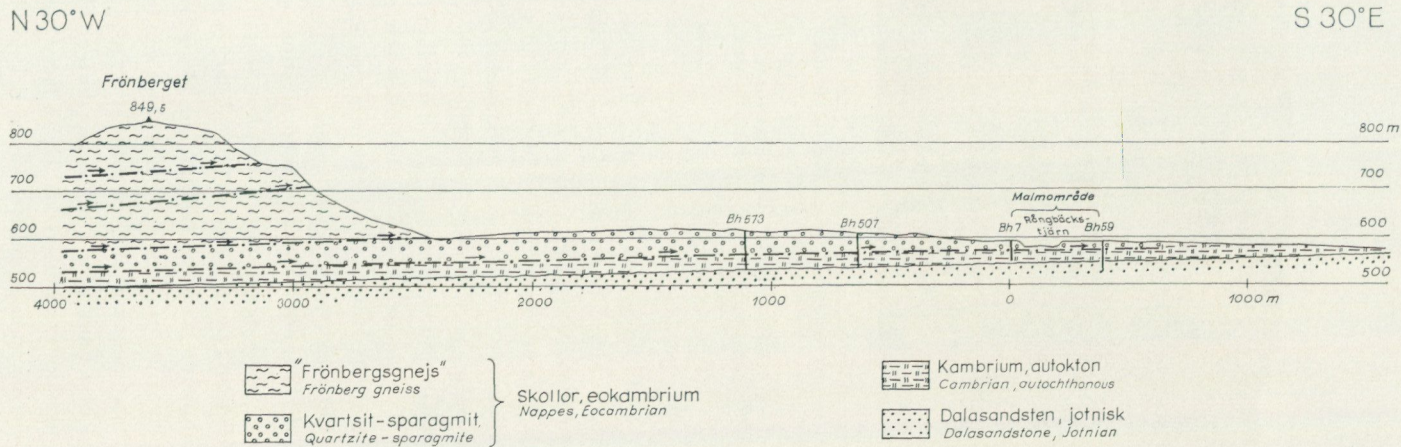 N 30° W
S 30° E
Frönberget
849,5
800
800 m
700
700
Malmområde
Rångbäcks-
tjärn
Bh 573
Bh 507
Bh 7
Bh 59
600
600
500
500
4000
3000
2000
1000
0
1000 m
"Frönbergsgnejs"
Frönberg gneiss
Kvartsit-sparagmit.
Quartzite - sparagmite
Skollor, eokambrium
Nappes, Eocambrian
Kambrium, autokton
Cambrian, autochthonous
Dalasandsten, jotnisk
Dalasandstone, Jotnian